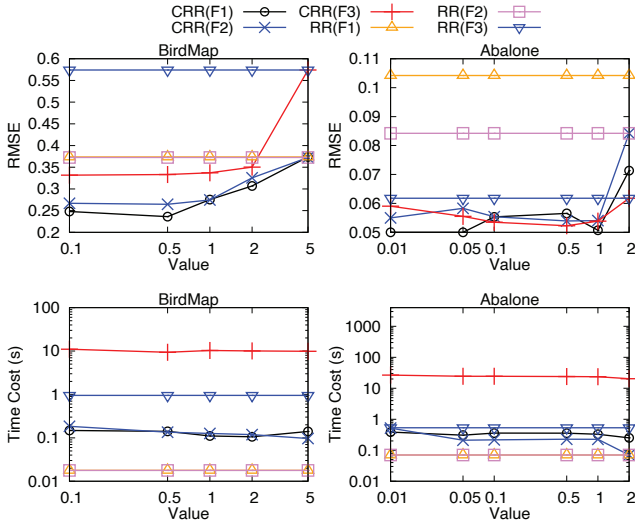 CRR(F1) CRR(F3) RR(F2)
CRR(F2) RR(F1) RR(F3)
BirdMap
0.6
0.55
0.5
0.45
0.4
0.35
0.3
0.25
0.2
RMSE
0.1 0.5 1 2 5
Value
Abalone
0.11
0.1
0.09
0.08
0.07
0.06
0.05
RMSE
0.01 0.05 0.1 0.5 1 2
Value
BirdMap
100
10
1
0.1
0.01
Time Cost (s)
0.1 0.5 1 2 5
Value
Abalone
1000
100
10
1
0.1
0.01
Time Cost (s)
0.01 0.05 0.1 0.5 1 2
Value